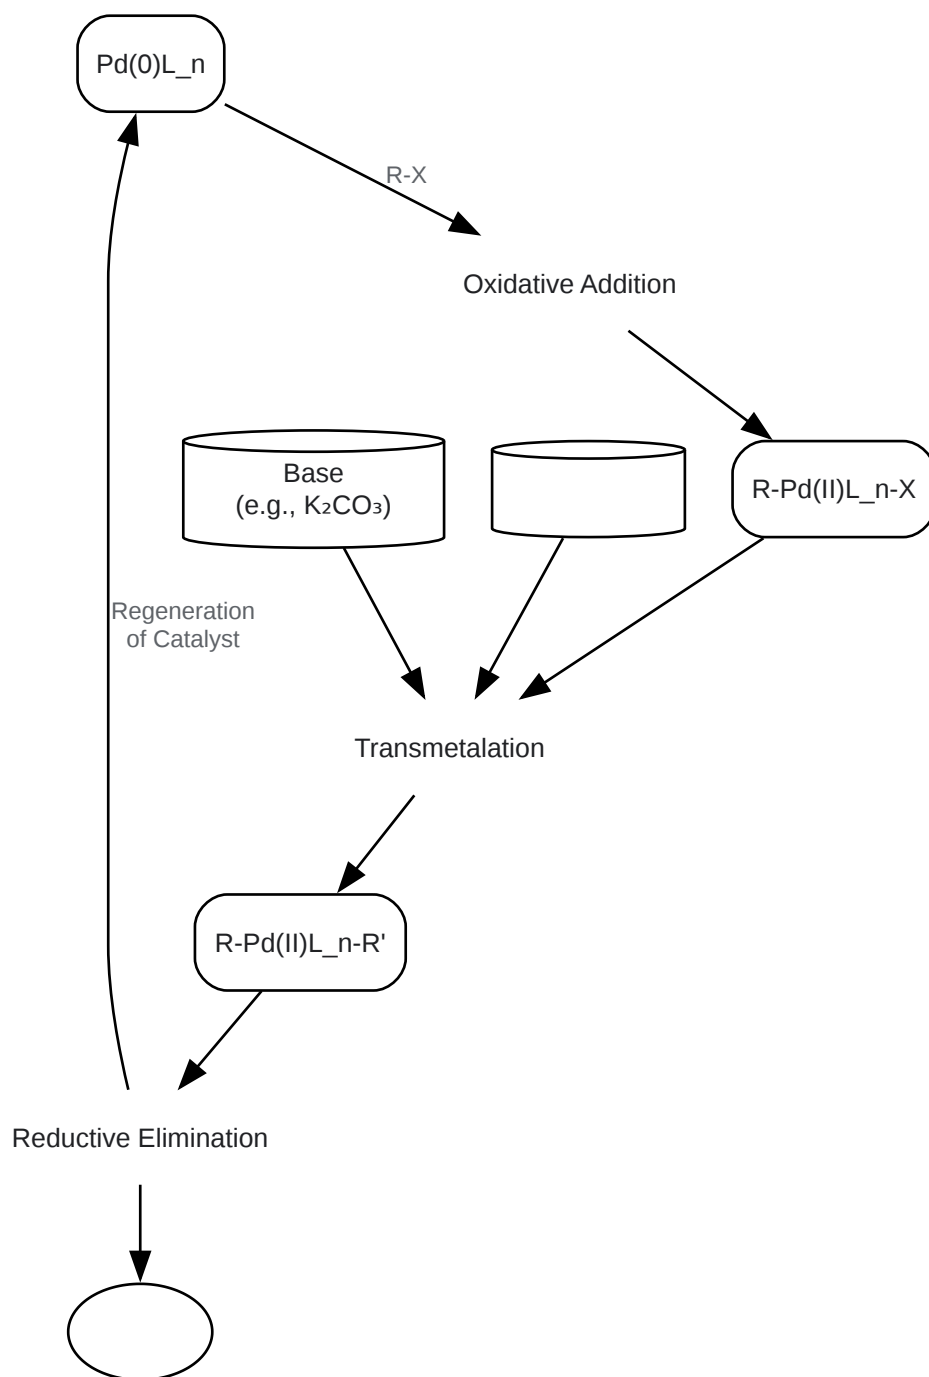 Pd(0)L_n
R-X
Oxidative Addition
Base
(e.g., K₂CO₃)
R-Pd(II)L_n-X
Regeneration
of Catalyst
Transmetalation
R-Pd(II)L_n-R'
Reductive Elimination